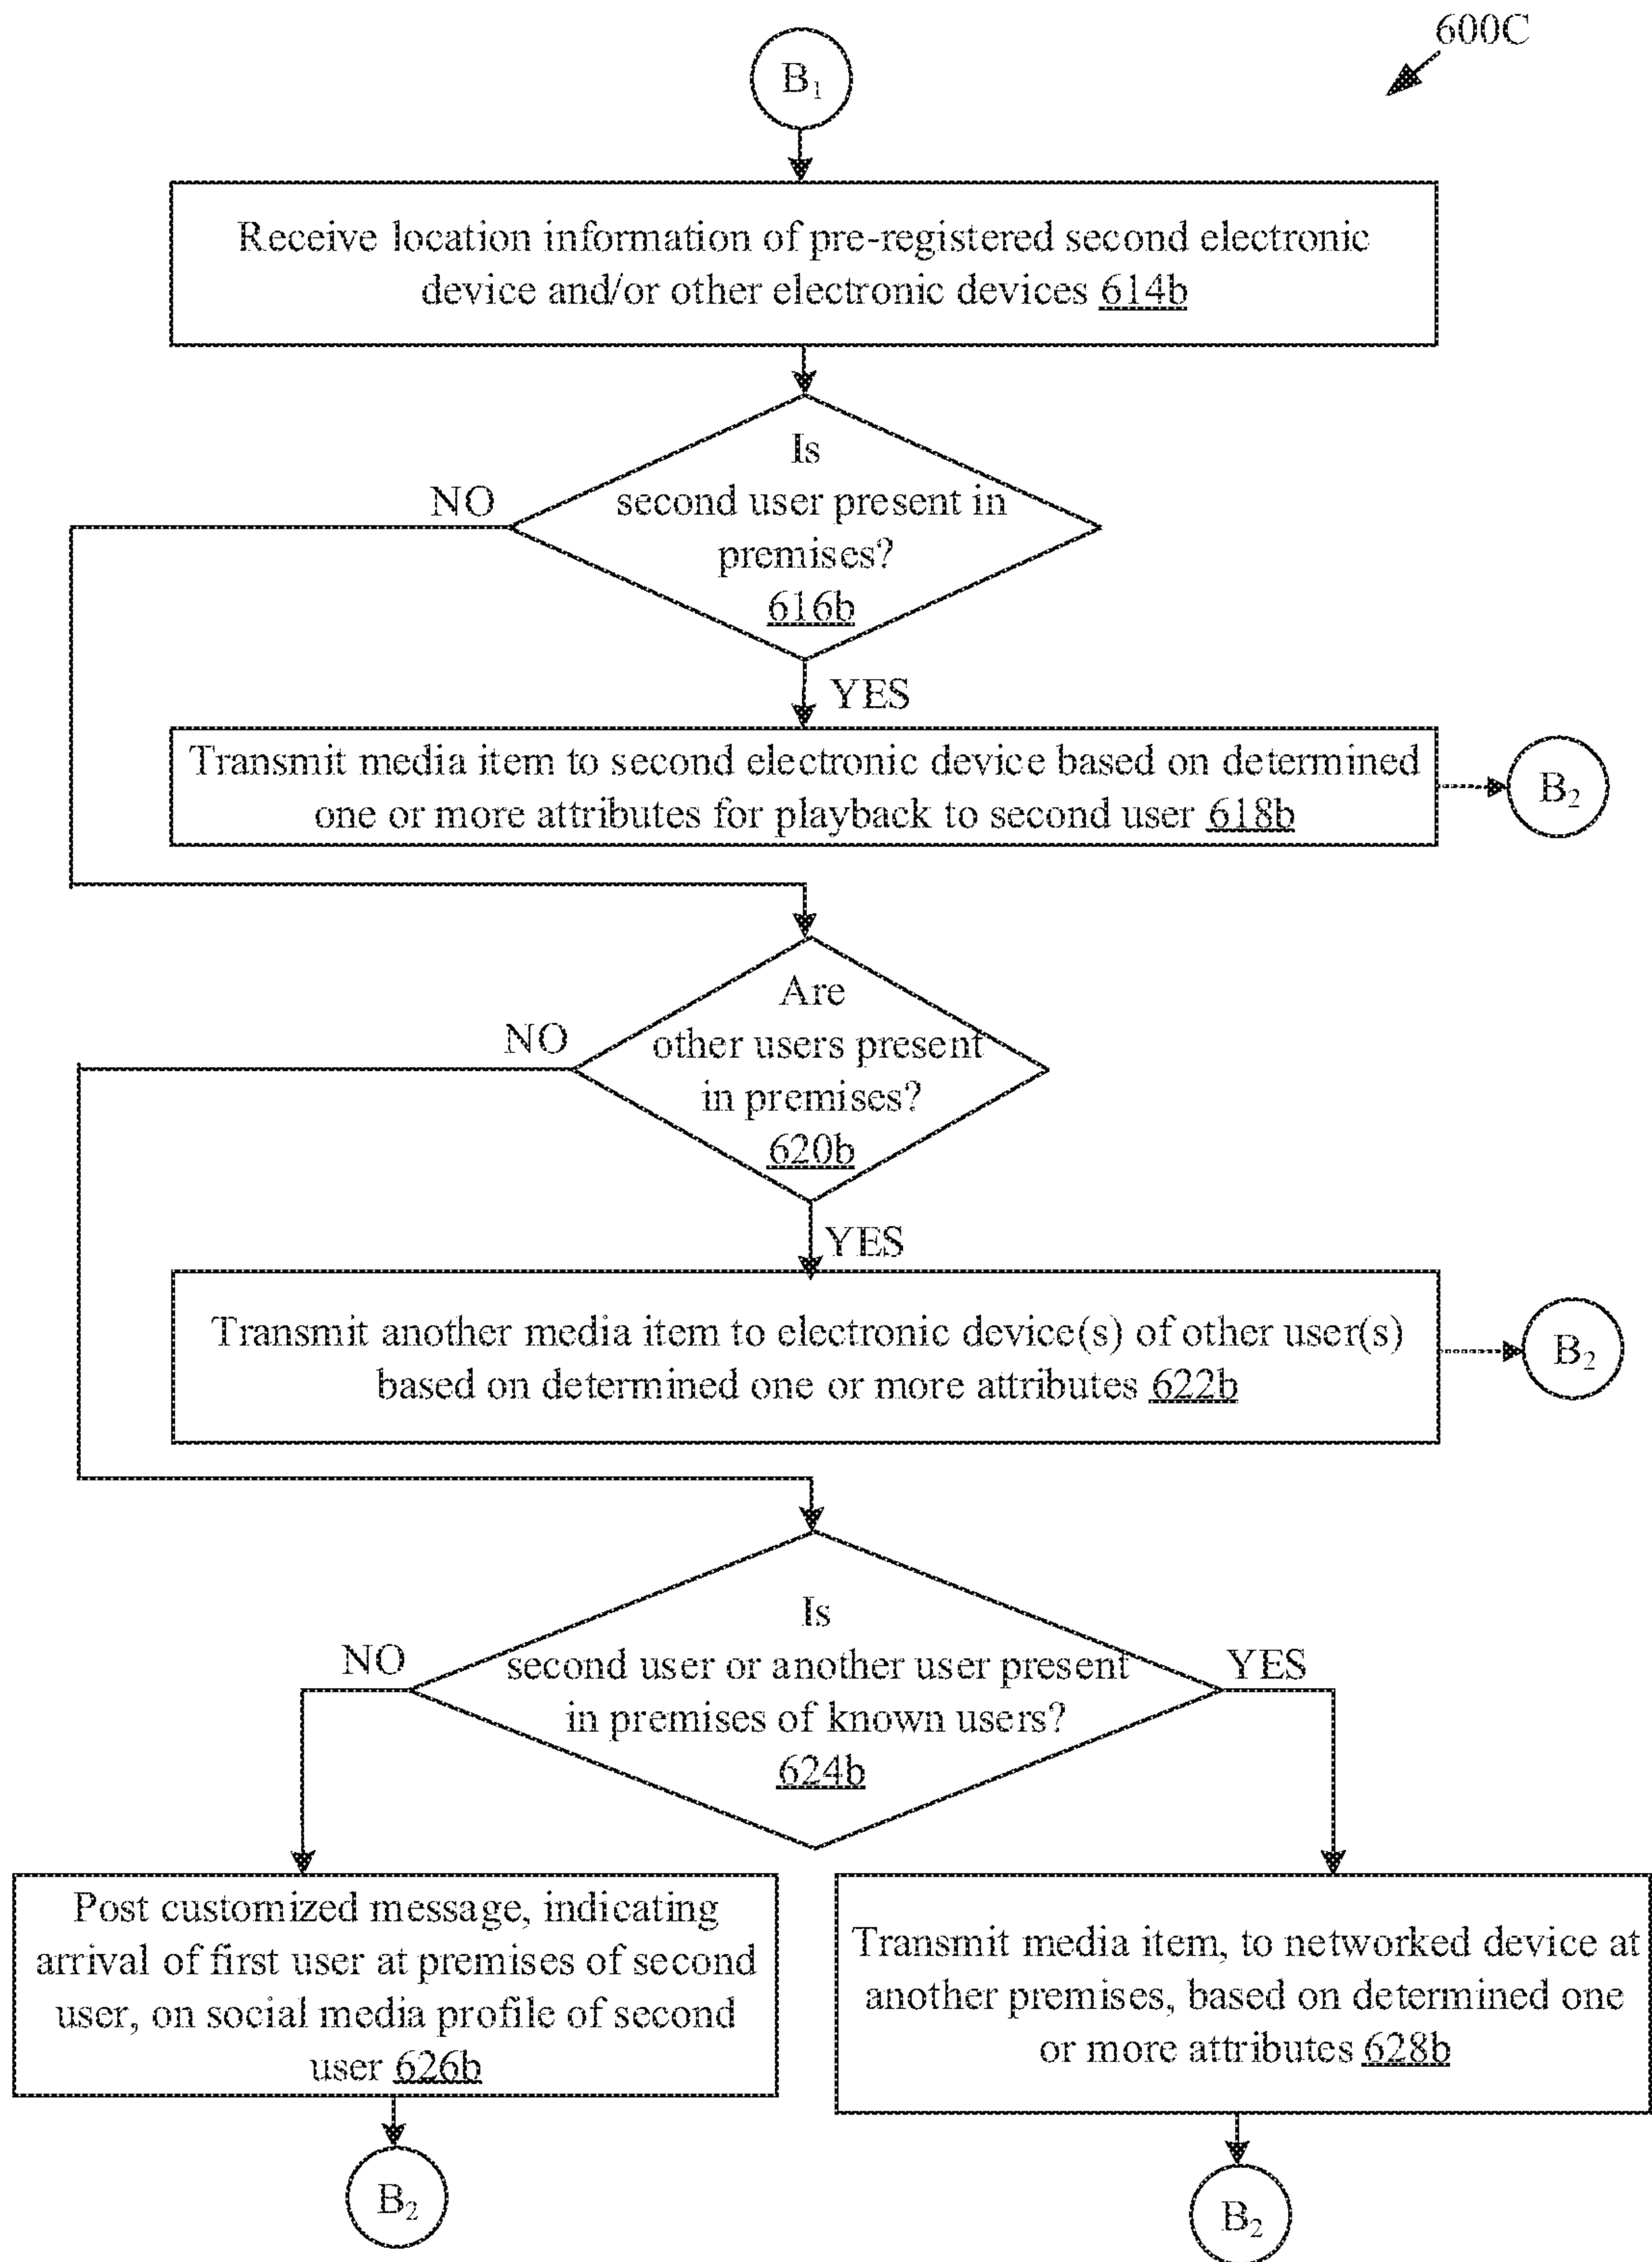 600C
B₁
Receive location information of pre-registered second electronic
device and/or other electronic devices 614b
Is
second user present in
premises?
616b
NO
YES
Transmit media item to second electronic device based on determined
one or more attributes for playback to second user 618b
B₂
Are
other users present
in premises?
620b
NO
YES
Transmit another media item to electronic device(s) of other user(s)
based on determined one or more attributes 622b
B₂
Is
second user or another user present
in premises of known users?
624b
NO
YES
Post customized message, indicating
arrival of first user at premises of second
user, on social media profile of second
user 626b
Transmit media item, to networked device at
another premises, based on determined one
or more attributes 628b
B₂
B₂